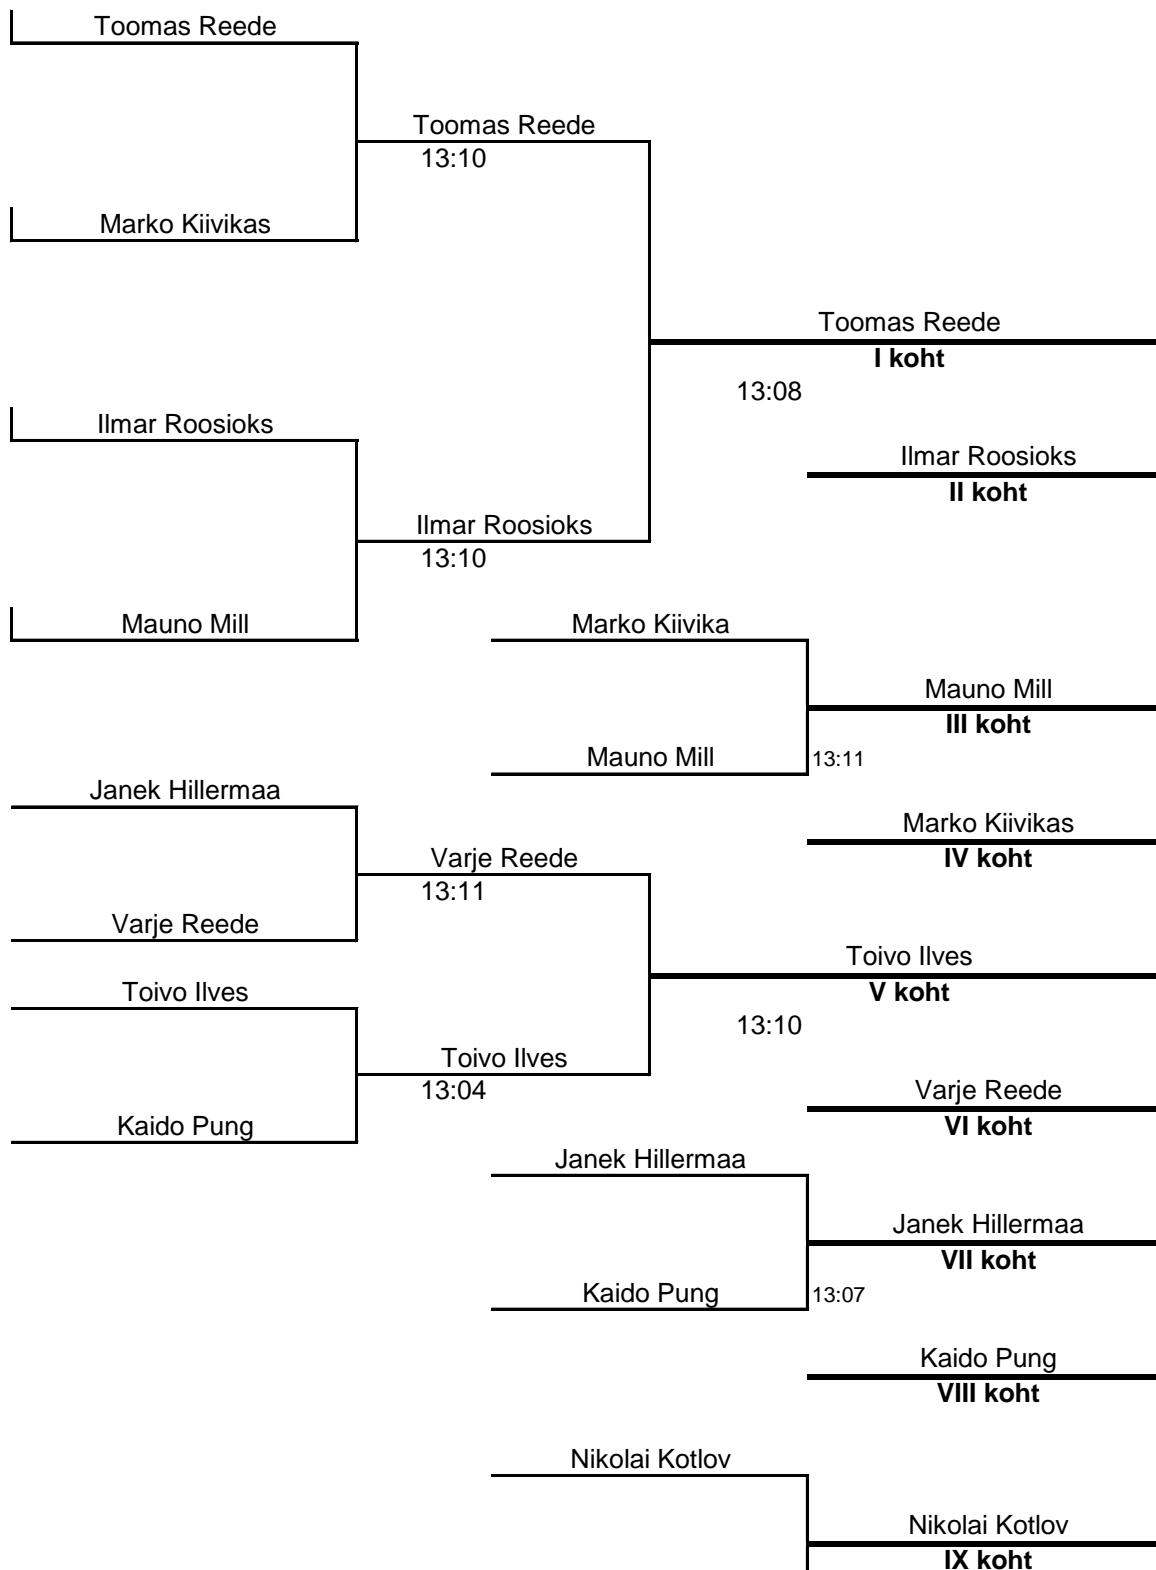 Toomas Reede
Toomas Reede
13:10
Marko Kiivikas
Toomas Reede
I koht
13:08
Ilmar Roosioks
Ilmar Roosioks
II koht
Ilmar Roosioks
13:10
Mauno Mill
Marko Kiivika
Mauno Mill
III koht
Mauno Mill
13:11
Janek Hillermaa
Marko Kiivikas
IV koht
Varje Reede
13:11
Varje Reede
Toivo Ilves
V koht
Toivo Ilves
13:10
Toivo Ilves
13:04
Varje Reede
VI koht
Kaido Pung
Janek Hillermaa
Janek Hillermaa
VII koht
Kaido Pung
13:07
Kaido Pung
VIII koht
Nikolai Kotlov
Nikolai Kotlov
IX koht